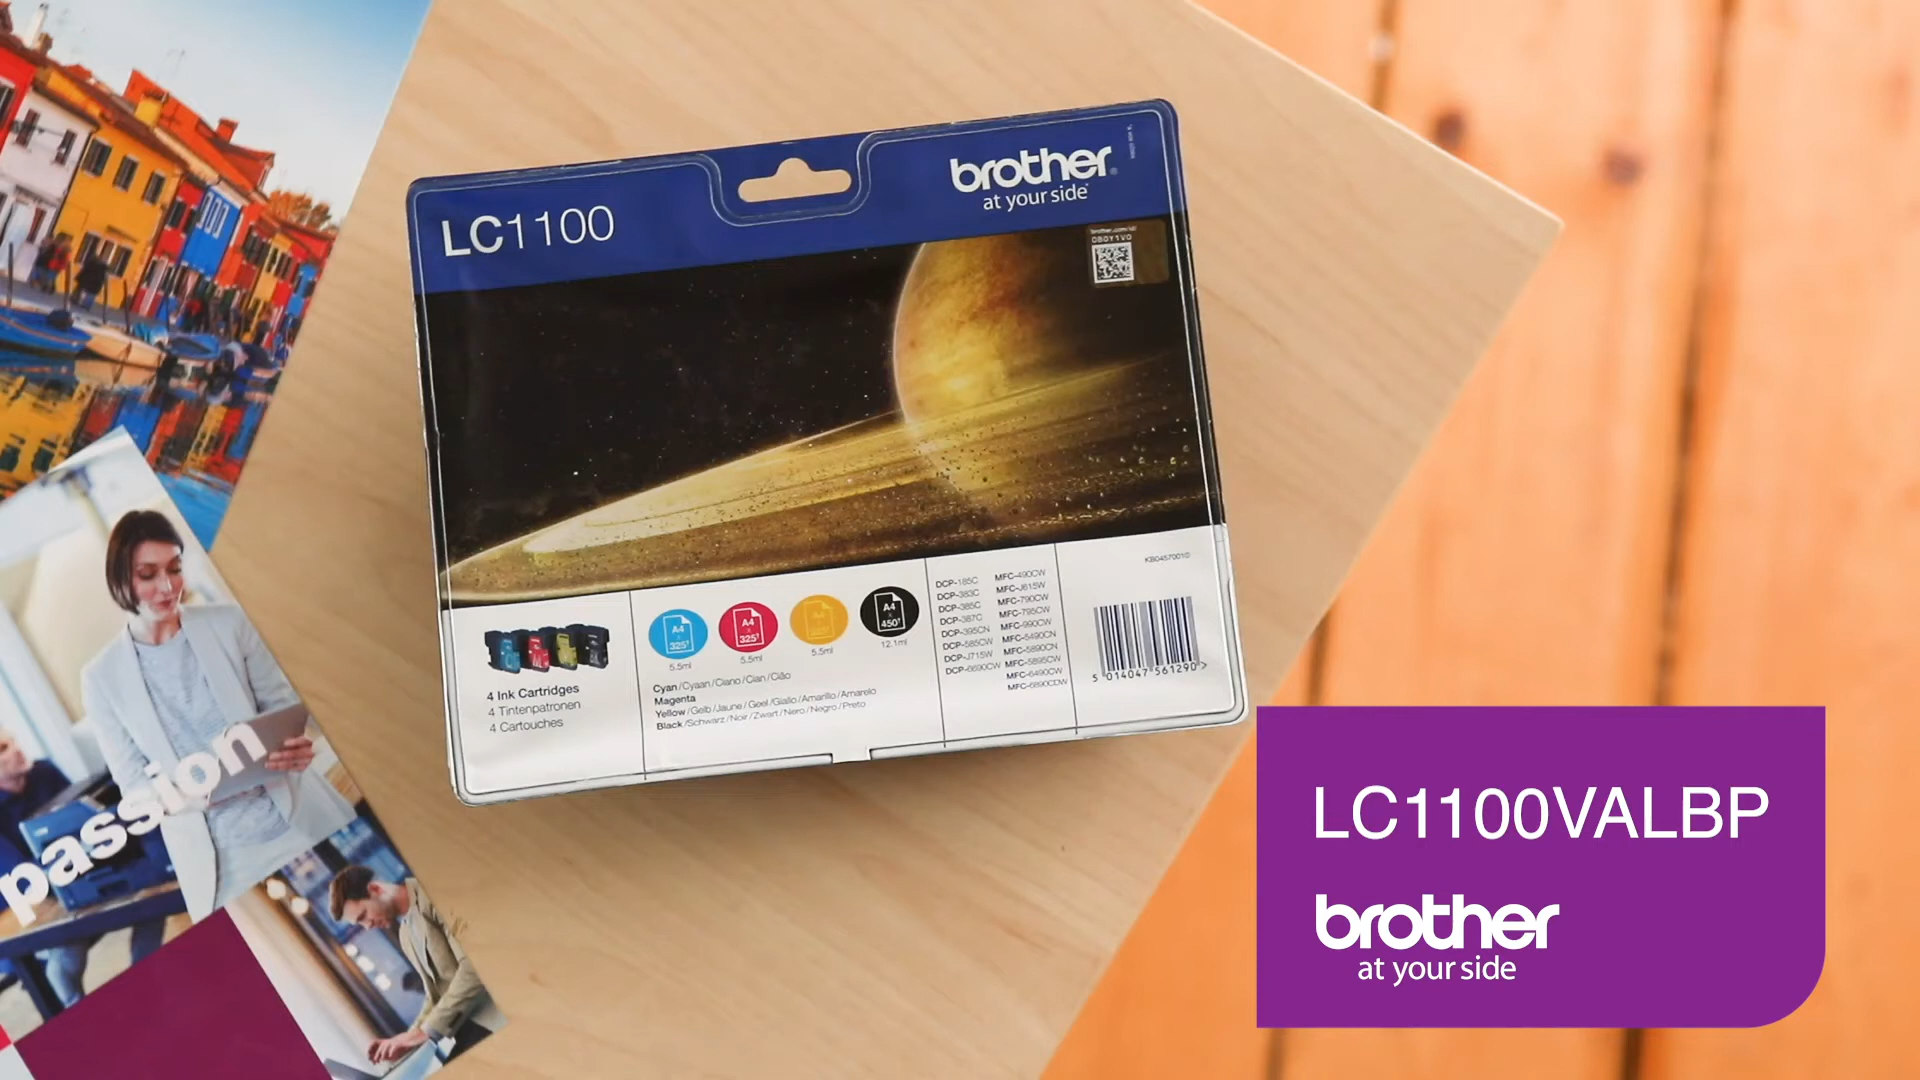 LC1100
brother
at your side
brother.com/id/
4 Ink Cartridges
4 Tintenpatronen
4 Cartouches
A4
x
325†
5.5ml
A4
x
325†
5.5ml
A4
5.5ml
A4
x
450†
12.1ml
Cyan/Cyaan/Ciano/Cian/Cião
Magenta
Yellow/Gelb/Jaune/Geel/Giallo/Amarillo/Amarelo
Black/Schwarz/Noir/Zwart/Nero/Negro/Preto
DCP-185C
DCP-383C
DCP-385C
DCP-387C
DCP-395CN
DCP-585CW
DCP-J715W
DCP-6690CW
MFC-490CW
MFC-J615W
MFC-790CW
MFC-795CW
MFC-990CW
MFC-5490CN
MFC-5890CN
MFC-5895CW
MFC-6490CW
MFC-6890CDW
5 014047 561290 >
passion
LC1100VALBP
brother
at your side